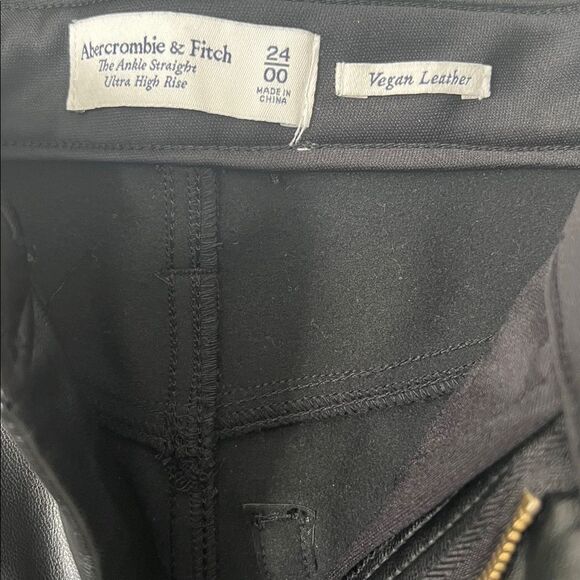 Abercrombie & Fitch
The Ankle Straight
Ultra High Rise
24
00
MADE IN
CHINA
Vegan Leather